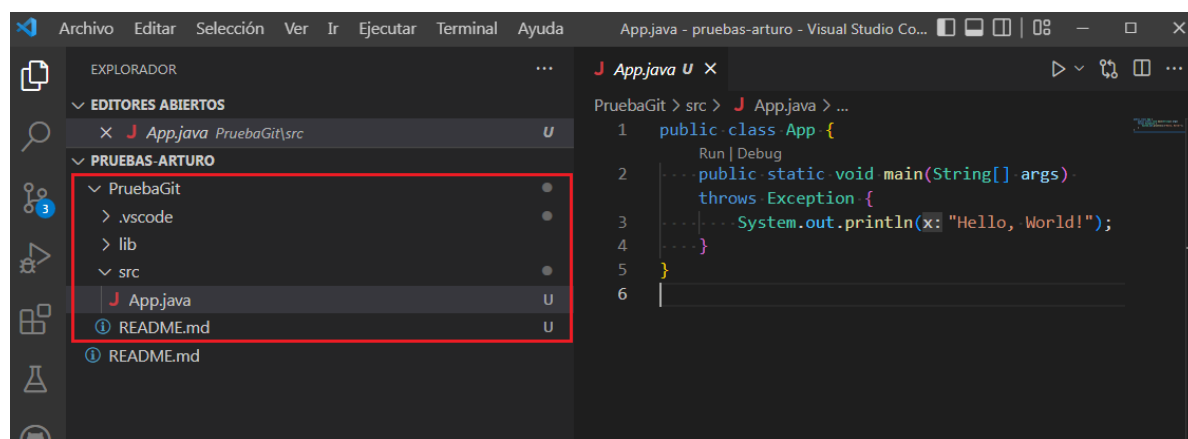 Archivo Editar Selección Ver Ir Ejecutar Terminal Ayuda App.java - pruebas-arturo - Visual Studio Co...
EXPLORADOR
EDITORES ABIERTOS
J App.java PruebaGit\src U
PRUEBAS-ARTURO
PruebaGit
.vscode
lib
src
J App.java U
README.md U
README.md
3
J App.java U
PruebaGit > src > J App.java > ...
1 public class App {
Run | Debug
2 public static void main(String[] args)
throws Exception {
3 System.out.println(x: "Hello, World!");
4 }
5 }
6